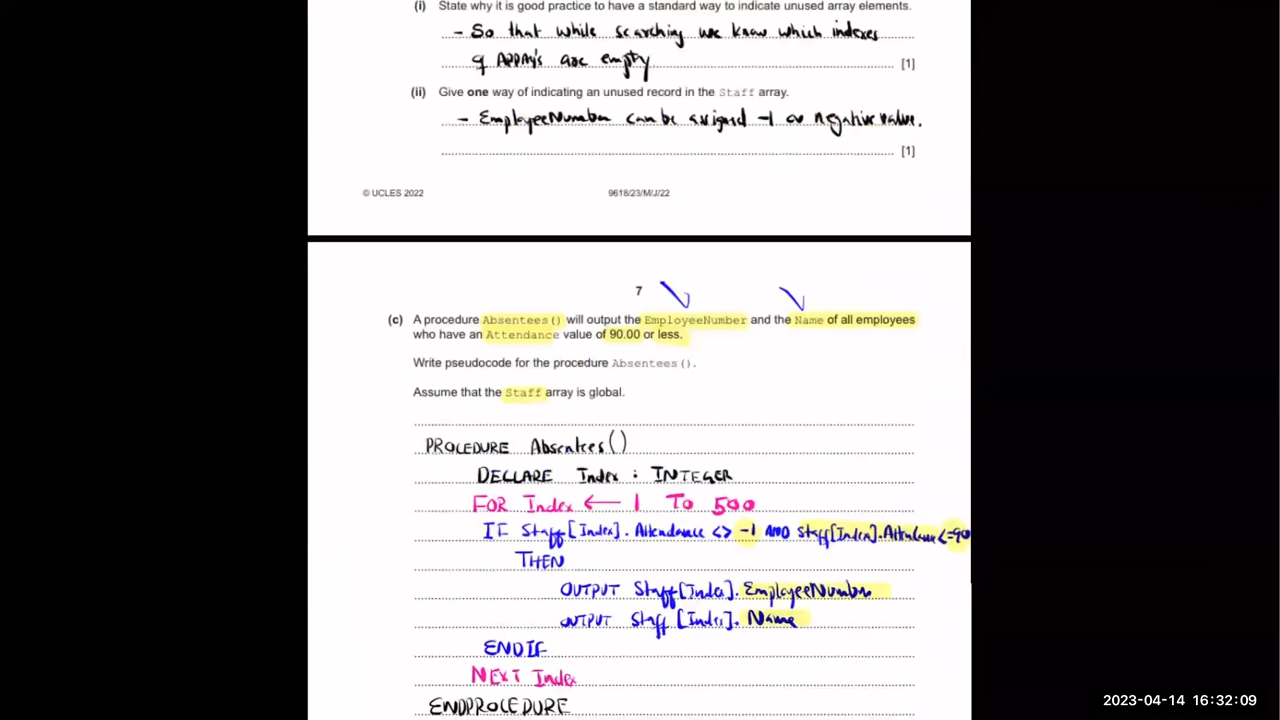 (i) State why it is good practice to have a standard way to indicate unused array elements.
- So that while searching we know which indexes
of ARRAY's are empty [1]
(ii) Give one way of indicating an unused record in the Staff array.
- EmployeeNumber can be assigned -1 or negative value.
[1]
© UCLES 2022 9618/23/M/J/22
7
(c) A procedure Absentees() will output the EmployeeNumber and the Name of all employees
who have an Attendance value of 90.00 or less.
Write pseudocode for the procedure Absentees().
Assume that the Staff array is global.
PROCEDURE Absentees()
DECLARE Index : INTEGER
FOR Index ← 1 TO 500
IF Staff[Index].Attendance <> -1 AND Staff[Index].Attendance <=90
THEN
OUTPUT Staff[Index].EmployeeNumber
OUTPUT Staff[Index].Name
ENDIF
NEXT Index
ENDPROCEDURE
2023-04-14 16:32:09